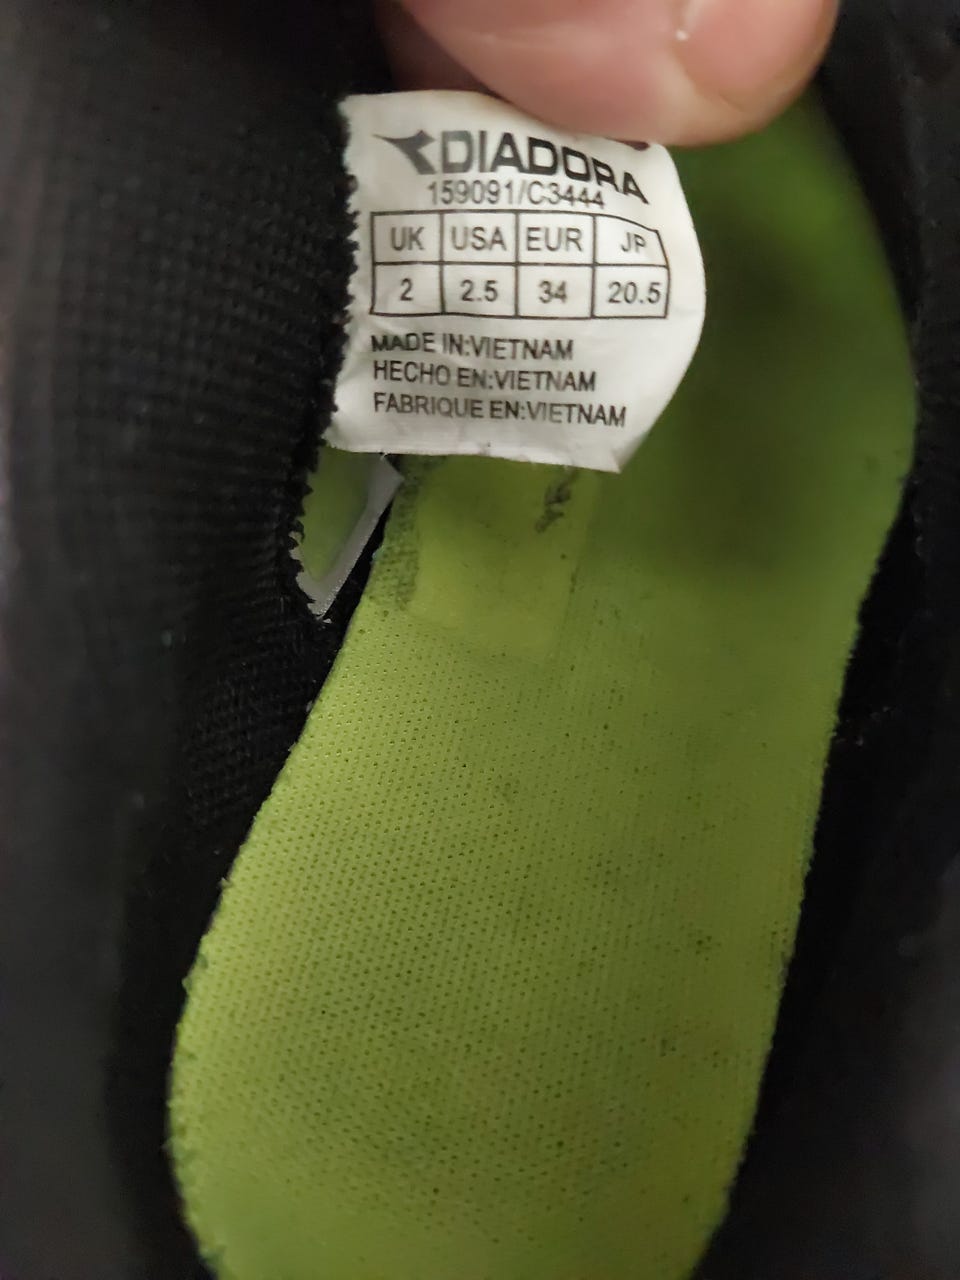 DIADORA
159091/C3444
UK USA EUR JP
2 2.5 34 20.5
MADE IN:VIETNAM
HECHO EN:VIETNAM
FABRIQUE EN:VIETNAM